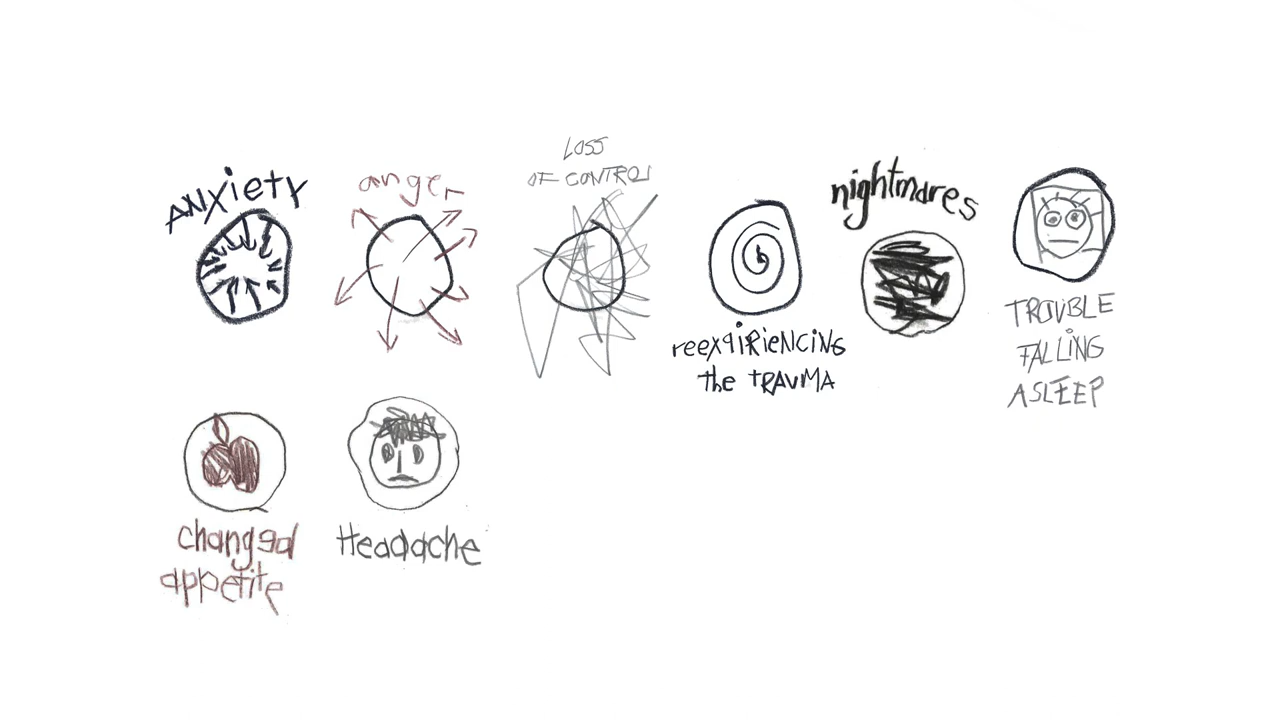 ANXiety
anger
LOSS
OF CONTROL
reexqiRieNCiNG
the tRAVMA
nightmares
TROUBLE
FALLiNG
ASLEEP
changed
appetite
Headache